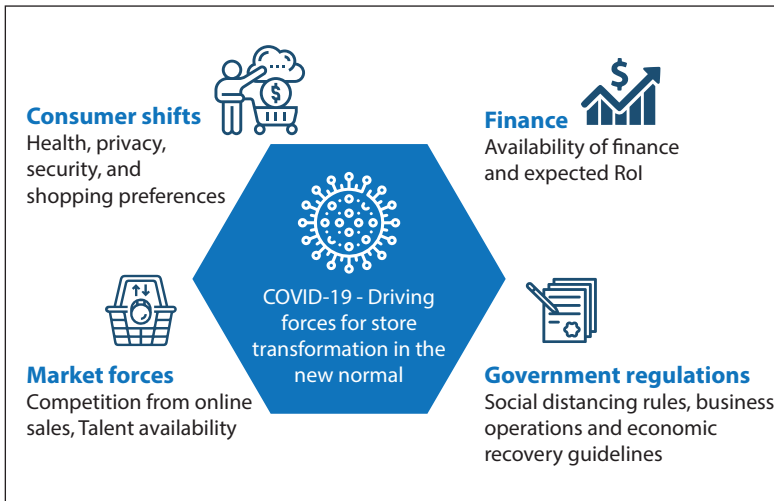 Consumer shifts
Health, privacy,
security, and
shopping preferences
$
$
Finance
Availability of finance
and expected RoI
COVID-19 - Driving
forces for store
transformation in the
new normal
Market forces
Competition from online
sales, Talent availability
Government regulations
Social distancing rules, business
operations and economic
recovery guidelines